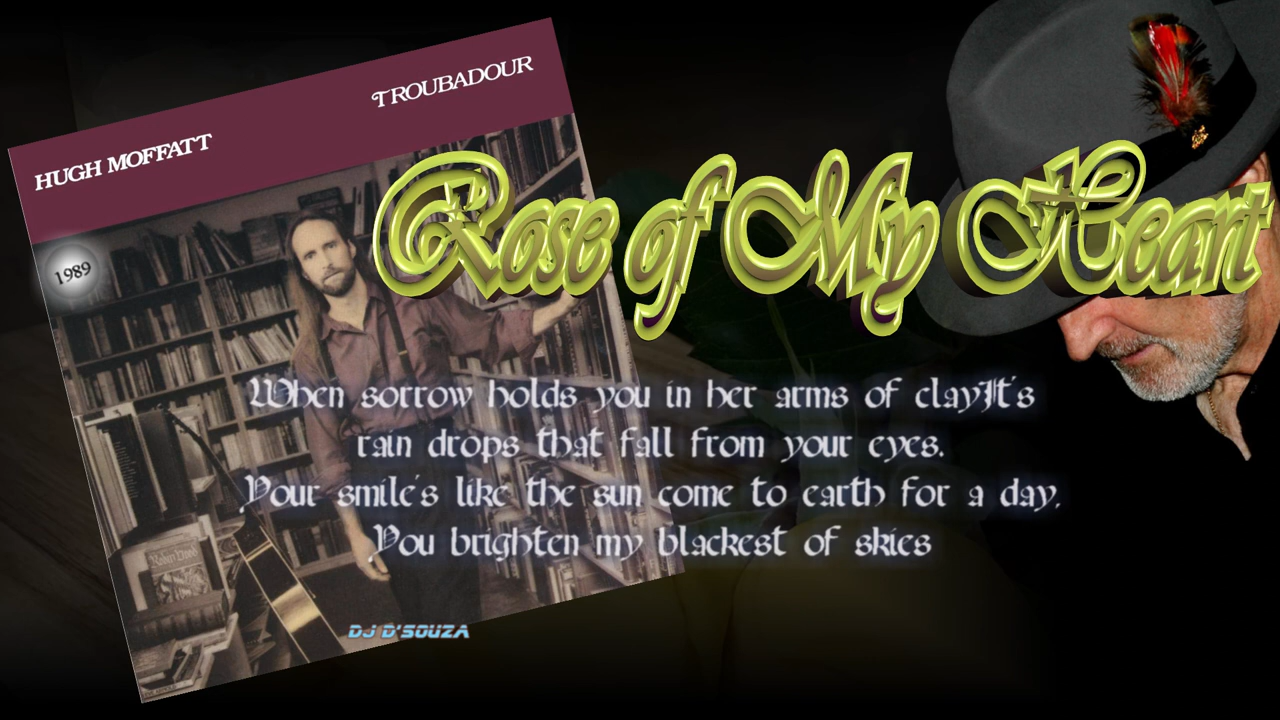 HUGH MOFFATT
TROUBADOUR
1989
Rose of My Heart
When sorrow holds you in her arms of clayIt's
rain drops that fall from your eyes.
Your smile's like the sun come to earth for a day,
You brighten my blackest of skies
DJ D'SOUZA